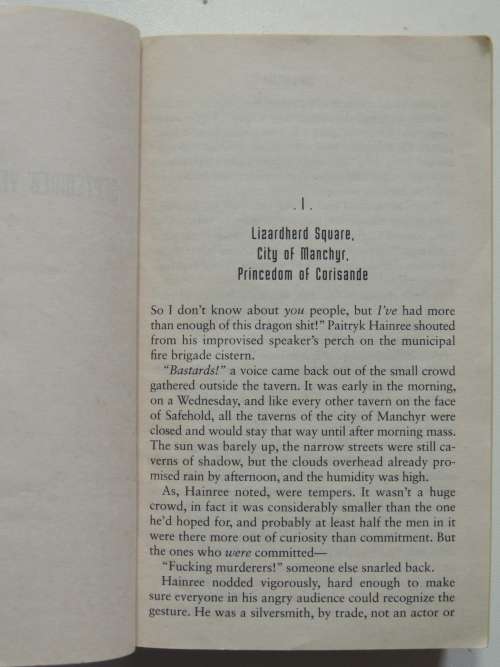 . I .
Lizardherd Square,
City of Manchyr,
Princedom of Corisande
So I don't know about you people, but I've had more
than enough of this dragon shit!" Paitryk Hainree shouted
from his improvised speaker's perch on the municipal
fire brigade cistern.
"Bastards!" a voice came back out of the small crowd
gathered outside the tavern. It was early in the morning,
on a Wednesday, and like every other tavern on the face
of Safehold, all the taverns of the city of Manchyr were
closed and would stay that way until after morning mass.
The sun was barely up, the narrow streets were still ca-
verns of shadow, but the clouds overhead already pro-
mised rain by afternoon, and the humidity was high.
As, Hainree noted, were tempers. It wasn't a huge
crowd, in fact it was considerably smaller than the one
he'd hoped for, and probably at least half the men in it
were there more out of curiosity than commitment. But
the ones who were committed—
"Fucking murderers!" someone else snarled back.
Hainree nodded vigorously, hard enough to make
sure everyone in his angry audience could recognize the
gesture. He was a silversmith, by trade, not an actor or